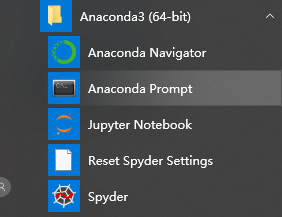 Anaconda3 (64-bit)
Anaconda Navigator
Anaconda Prompt
Jupyter Notebook
Reset Spyder Settings
Spyder